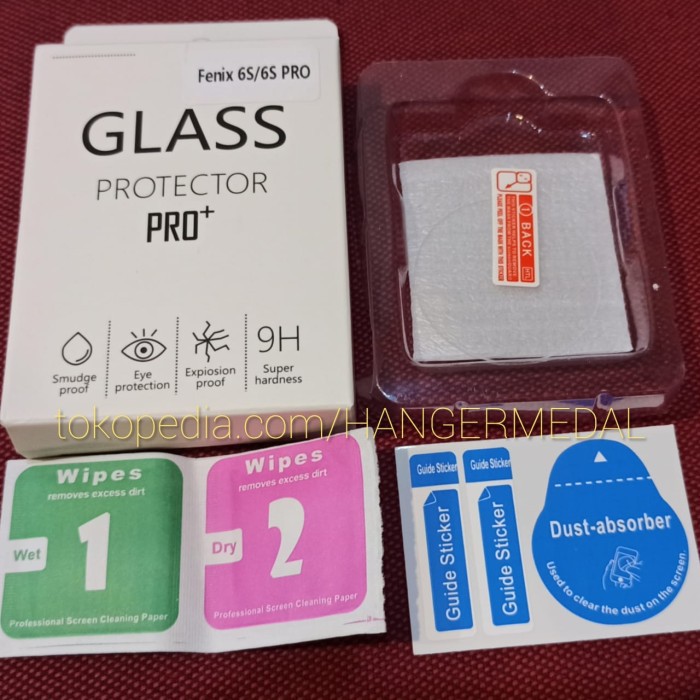 Fenix 6S/6S PRO
GLASS
PROTECTOR
PRO+
Smudge
proof
Eye
protection
Explosion
proof
9H
Super
hardness
BACK
tokopedia.com/HANGERMEDAL
Wipes
removes excess dirt
Wet
1
Professional Screen Cleaning Paper
Wipes
removes excess dirt
Dry
2
Professional Screen Cleaning Paper
Guide Sticker
Guide Sticker
Guide Sticker
Guide Sticker
Dust-absorber
Used to clear the dust on the screen.